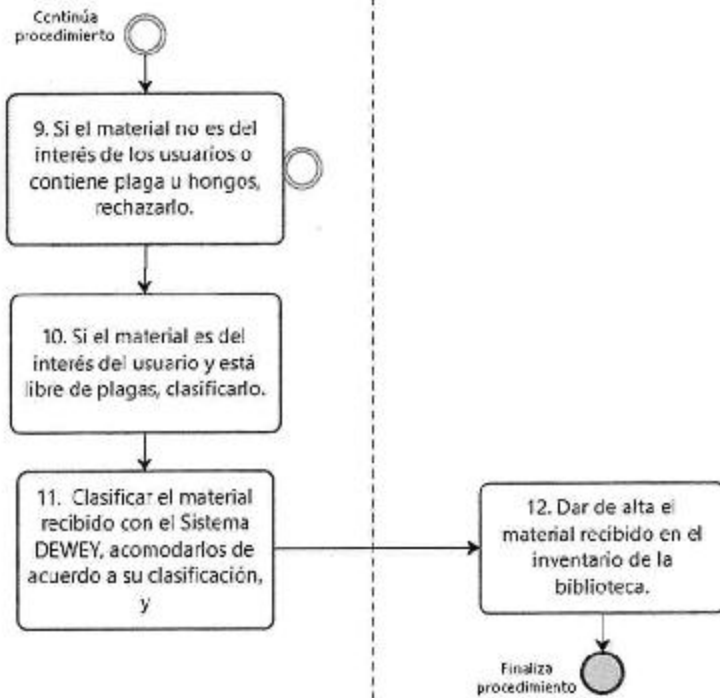 Continúa
procedimiento
9. Si el material no es del
interés de los usuarios o
contiene plaga u hongos,
rechazarlo.
10. Si el material es del
interés del usuario y está
libre de plagas, clasificarlo.
11. Clasificar el material
recibido con el Sistema
DEWEY, acomodarlos de
acuerdo a su clasificación,
y
12. Dar de alta el
material recibido en el
inventario de la
biblioteca.
Finaliza
procedimiento